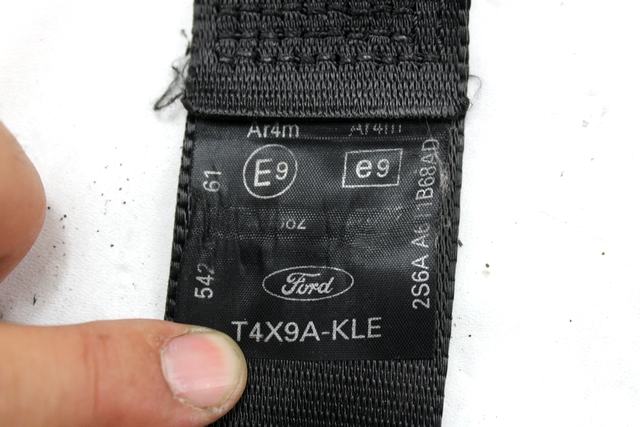 Ar4m Ar4m
E9 e9
Ford
T4X9A-KLE
542 61
2S6A A611B68AD